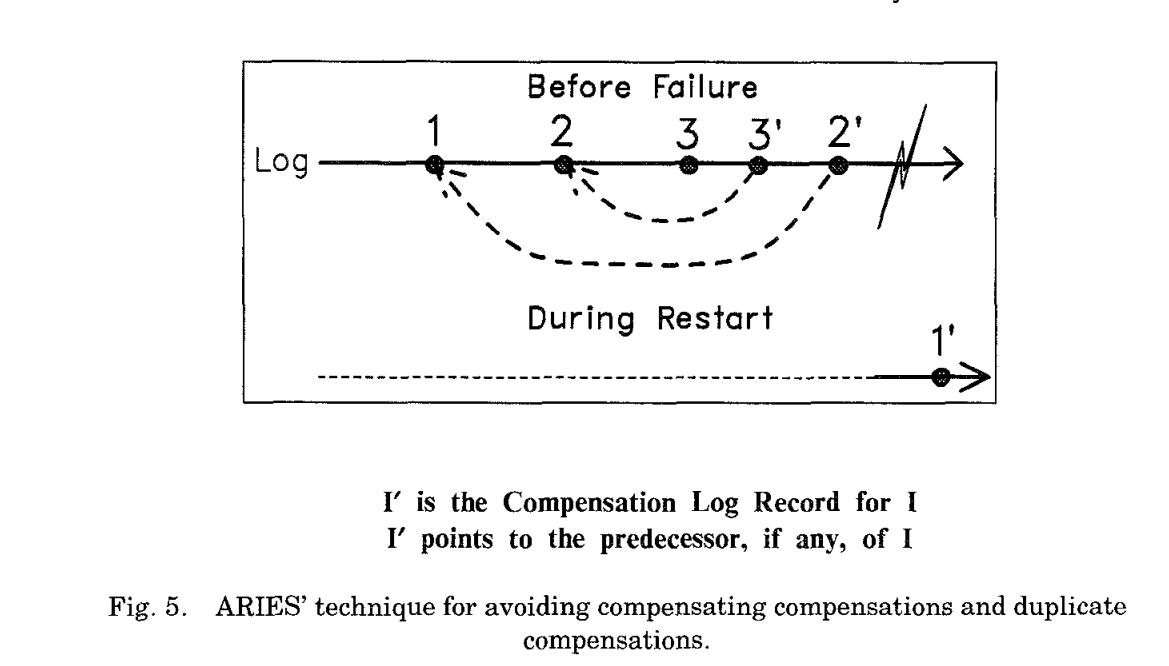 Before Failure
1 2 3 3' 2'
Log
During Restart
1'
I′ is the Compensation Log Record for I
I′ points to the predecessor, if any, of I
Fig. 5. ARIES’ technique for avoiding compensating compensations and duplicate
compensations.